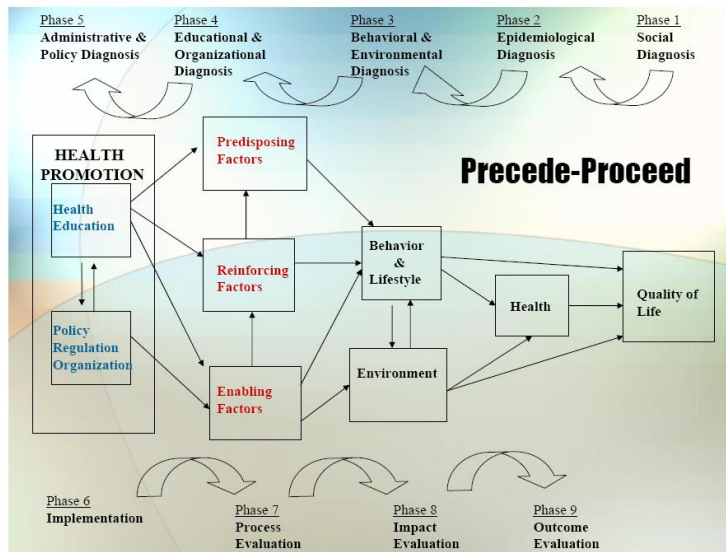 Phase 5
Administrative &
Policy Diagnosis
Phase 4
Educational &
Organizational
Diagnosis
Phase 3
Behavioral &
Environmental
Diagnosis
Phase 2
Epidemiological
Diagnosis
Phase 1
Social
Diagnosis
HEALTH
PROMOTION
Health
Education
Policy
Regulation
Organization
Predisposing
Factors
Reinforcing
Factors
Enabling
Factors
Precede-Proceed
Behavior
&
Lifestyle
Environment
Health
Quality of
Life
Phase 6
Implementation
Phase 7
Process
Evaluation
Phase 8
Impact
Evaluation
Phase 9
Outcome
Evaluation